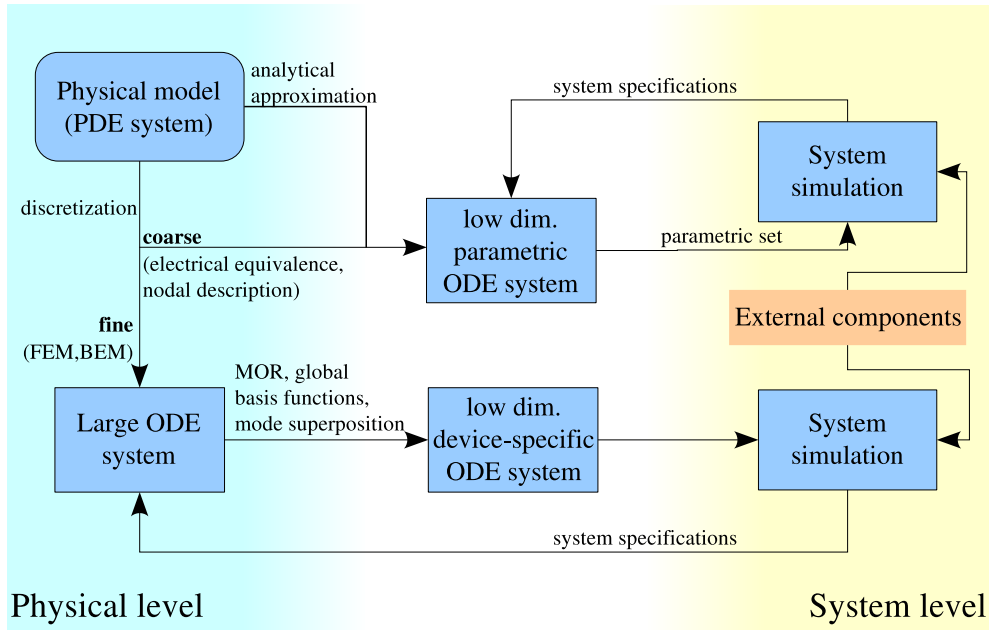 Physical model
(PDE system)
analytical
approximation
system specifications
System
simulation
discretization
coarse
(electrical equivalence,
nodal description)
low dim.
parametric
ODE system
parametric set
External components
fine
(FEM,BEM)
Large ODE
system
MOR, global
basis functions,
mode superposition
low dim.
device-specific
ODE system
System
simulation
system specifications
Physical level
System level